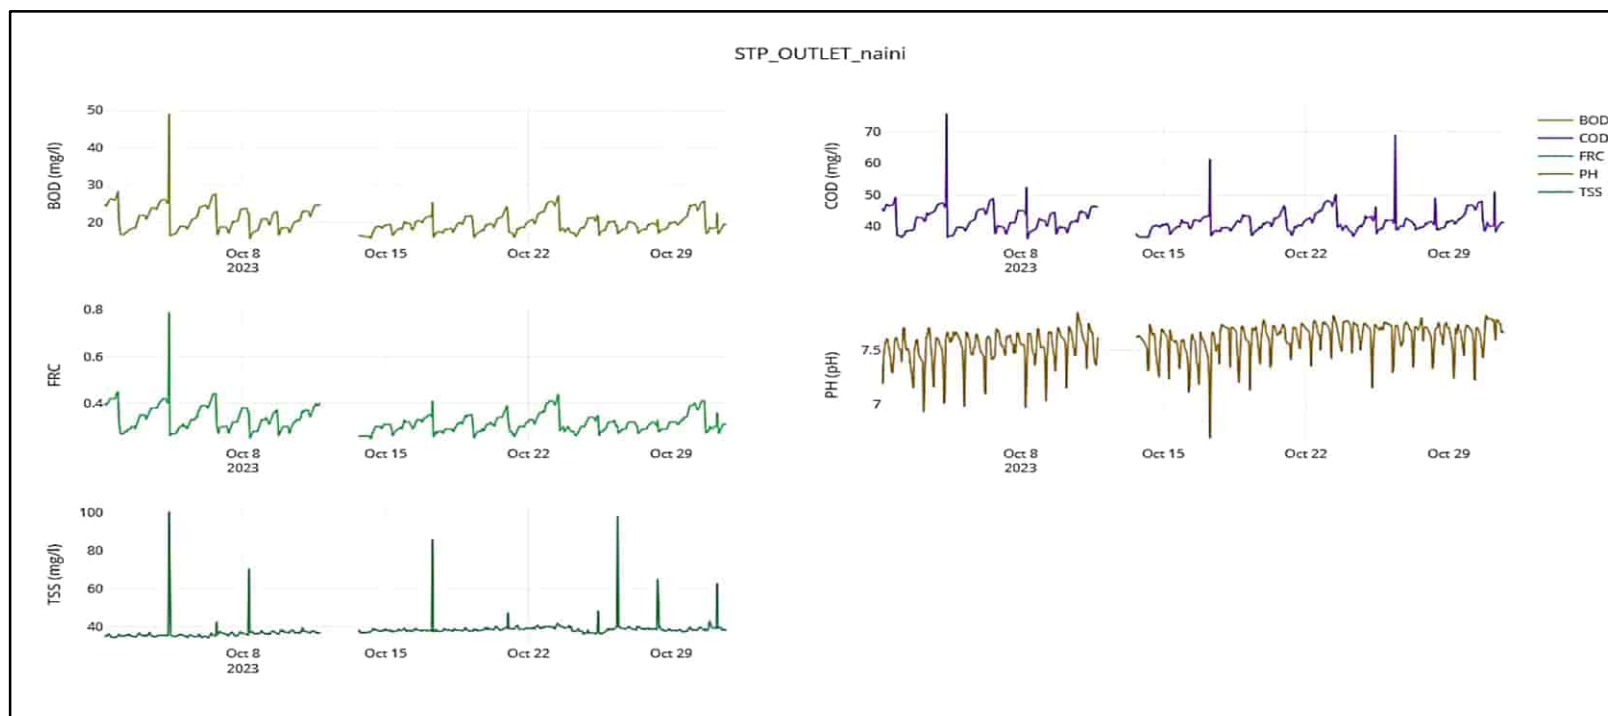 STP_OUTLET_naini
BOD (mg/l)
50
40
30
20
Oct 8
2023
Oct 15
Oct 22
Oct 29
COD (mg/l)
70
60
50
40
Oct 8
2023
Oct 15
Oct 22
Oct 29
BOD
COD
FRC
PH
TSS
FRC
0.8
0.6
0.4
Oct 8
2023
Oct 15
Oct 22
Oct 29
PH (pH)
7.5
7
Oct 8
2023
Oct 15
Oct 22
Oct 29
TSS (mg/l)
100
80
60
40
Oct 8
2023
Oct 15
Oct 22
Oct 29